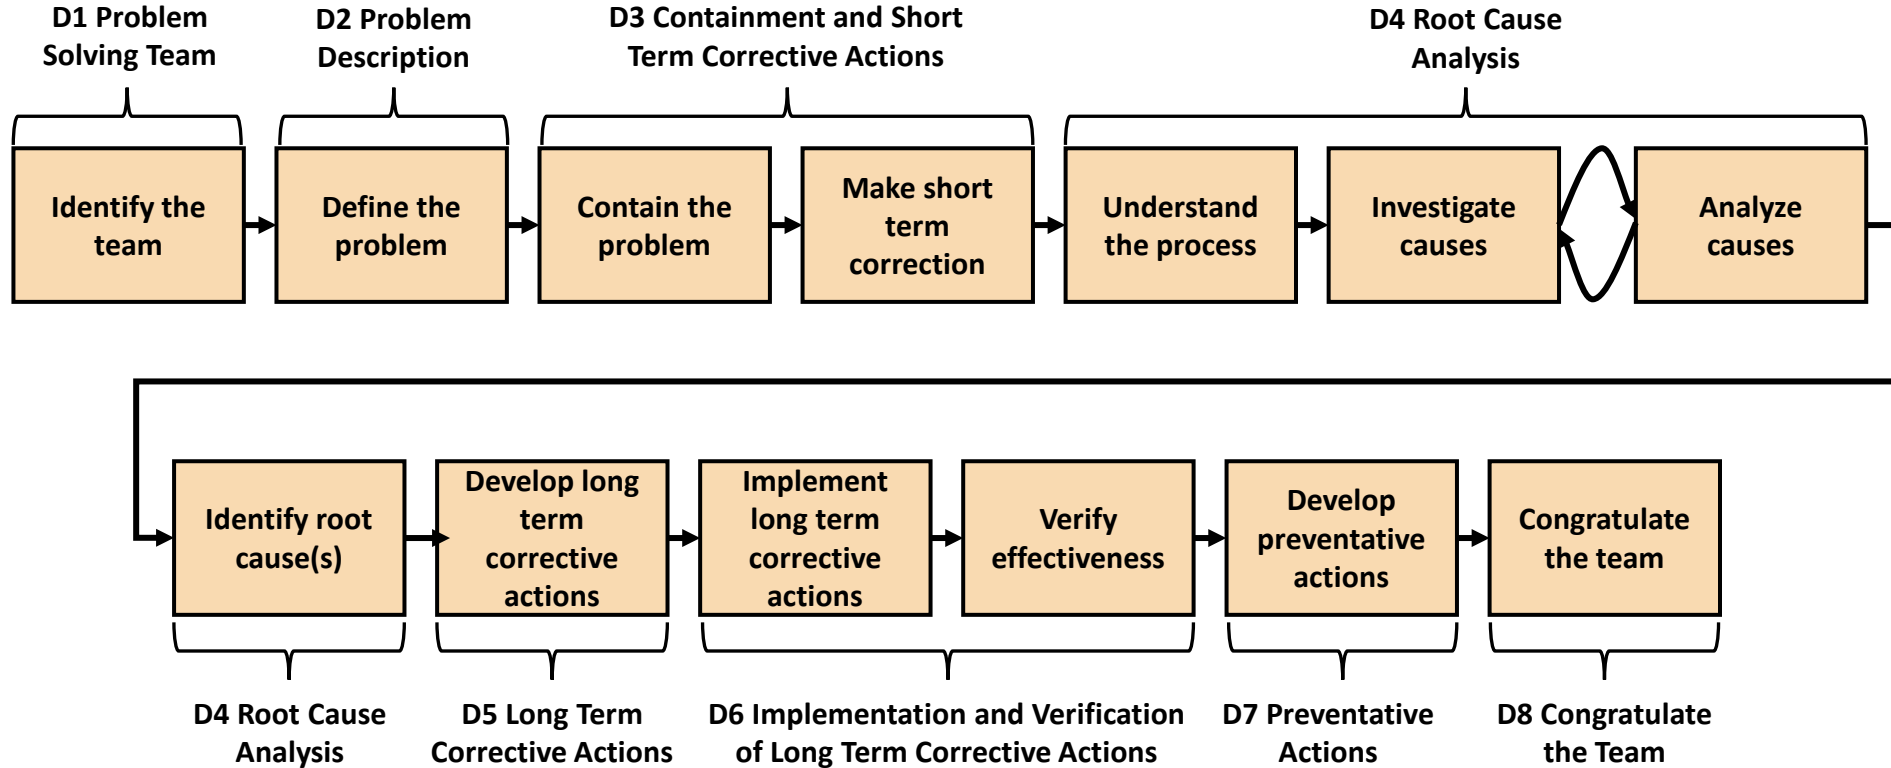 D1 Problem
Solving Team
D2 Problem
Description
D3 Containment and Short
Term Corrective Actions
D4 Root Cause
Analysis
Identify the
team
Define the
problem
Contain the
problem
Make short
term
correction
Understand
the process
Investigate
causes
Analyze
causes
Identify root
cause(s)
Develop long
term
corrective
actions
Implement
long term
corrective
actions
Verify
effectiveness
Develop
preventative
actions
Congratulate
the team
D4 Root Cause
Analysis
D5 Long Term
Corrective Actions
D6 Implementation and Verification
of Long Term Corrective Actions
D7 Preventative
Actions
D8 Congratulate
the Team